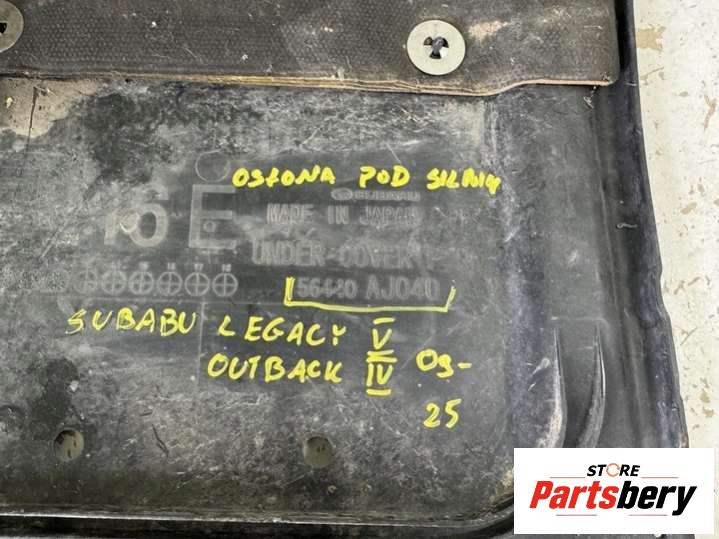 OSŁONA POD SILNIK
SUBARU
MADE IN JAPAN
16 E
UNDER-COVER
56440 AJ040
SUBABU LEGACY V
OUTBACK IV 09-
25
STORE
Partsbery